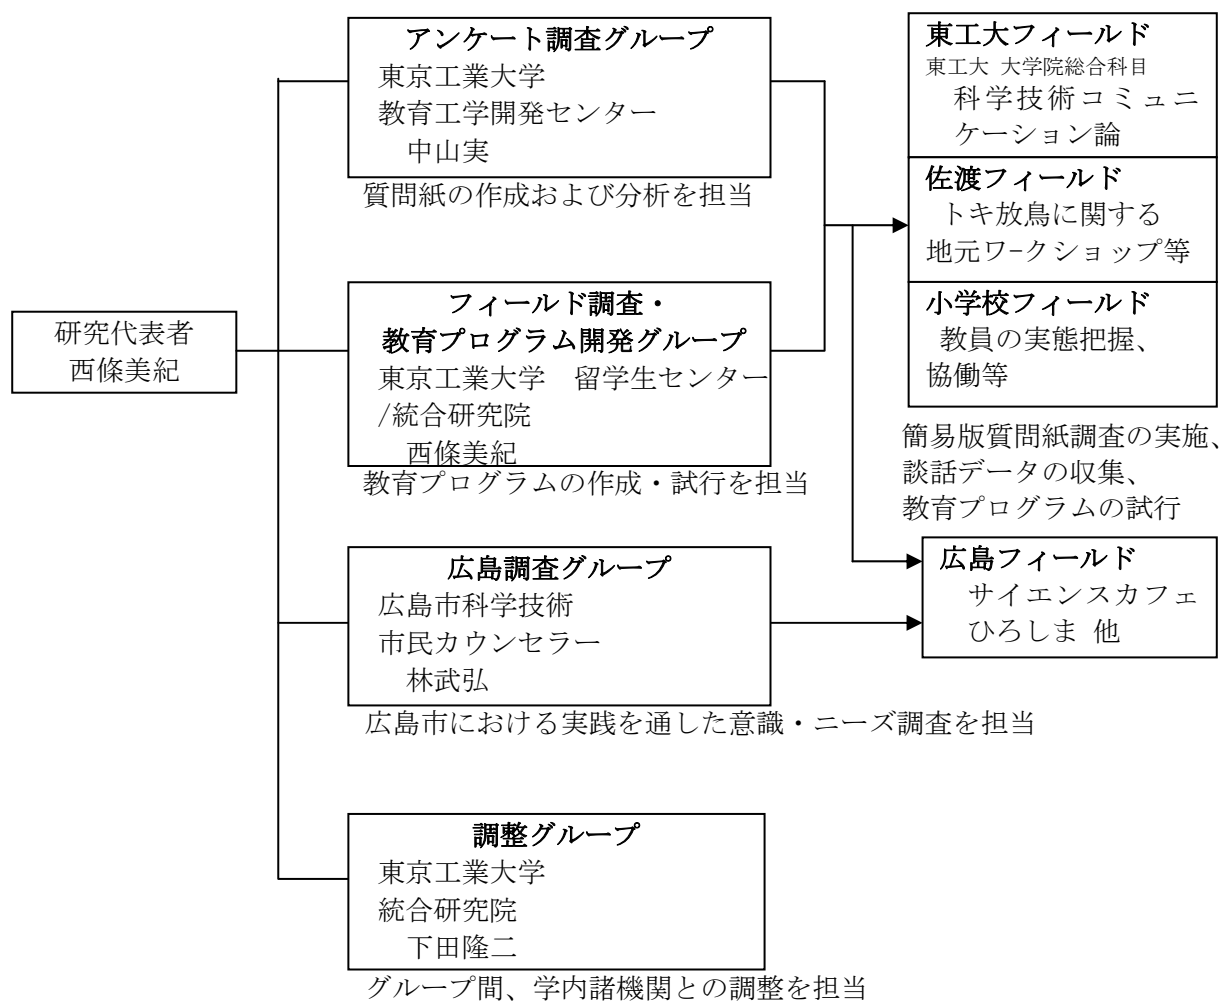 研究代表者
西條美紀
アンケート調査グループ
東京工業大学
教育工学開発センター
中山実
質問紙の作成および分析を担当
フィールド調査・
教育プログラム開発グループ
東京工業大学　留学生センター
/統合研究院
西條美紀
教育プログラムの作成・試行を担当
広島調査グループ
広島市科学技術
市民カウンセラー
林武弘
広島市における実践を通した意識・ニーズ調査を担当
調整グループ
東京工業大学
統合研究院
下田隆二
グループ間、学内諸機関との調整を担当
東工大フィールド
東工大 大学院総合科目
科学技術コミュニ
ケーション論
佐渡フィールド
トキ放鳥に関する
地元ワ-クショップ等
小学校フィールド
教員の実態把握、
協働等
簡易版質問紙調査の実施、
談話データの収集、
教育プログラムの試行
広島フィールド
サイエンスカフェ
ひろしま 他